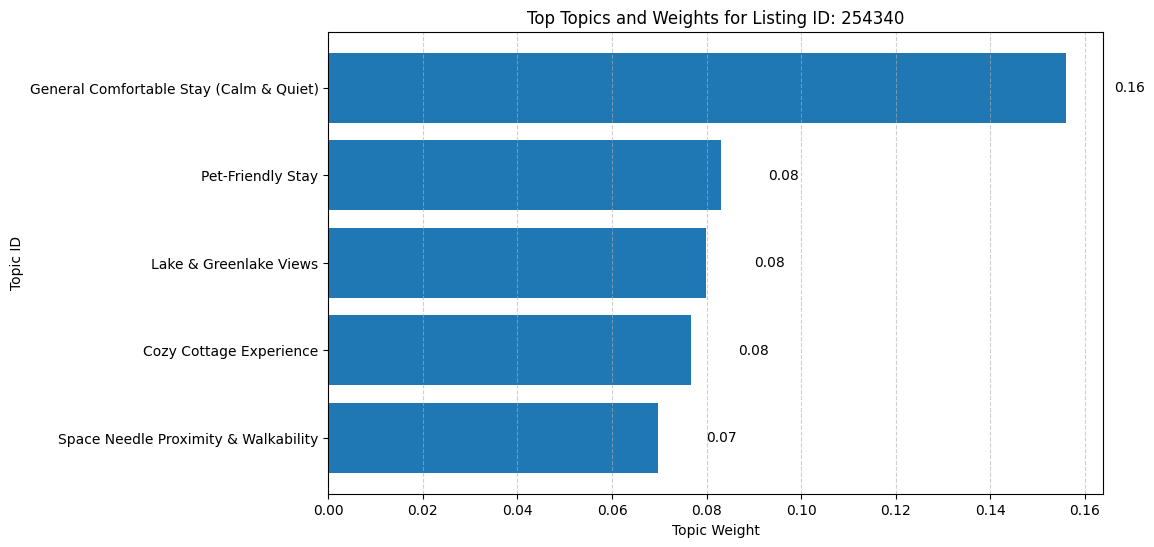 Top Topics and Weights for Listing ID: 254340
General Comfortable Stay (Calm & Quiet)
0.16
Pet-Friendly Stay
0.08
Lake & Greenlake Views
0.08
Cozy Cottage Experience
0.08
Space Needle Proximity & Walkability
0.07
Topic ID
0.00 0.02 0.04 0.06 0.08 0.10 0.12 0.14 0.16
Topic Weight